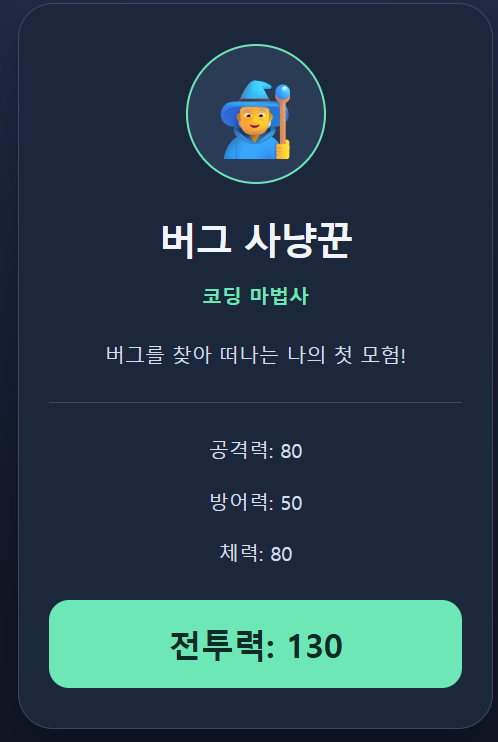 버그 사냥꾼
코딩 마법사
버그를 찾아 떠나는 나의 첫 모험!
공격력: 80
방어력: 50
체력: 80
전투력: 130